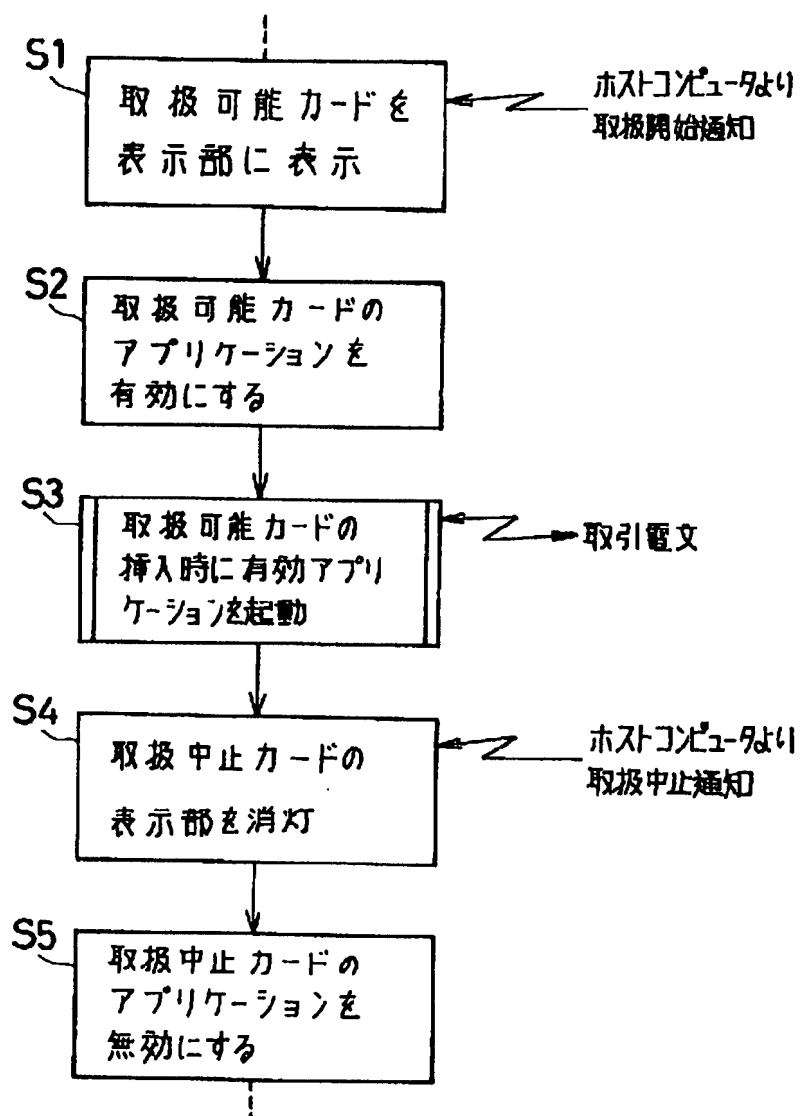 S1
取扱可能カードを
表示部に表示
ホストコンピュータより
取扱開始通知
S2
取扱可能カードの
アプリケーションを
有効にする
S3
取扱可能カードの
挿入時に有効アプリ
ケーションを起動
取引電文
S4
取扱中止カードの
表示部を消灯
ホストコンピュータより
取扱中止通知
S5
取扱中止カードの
アプリケーションを
無効にする